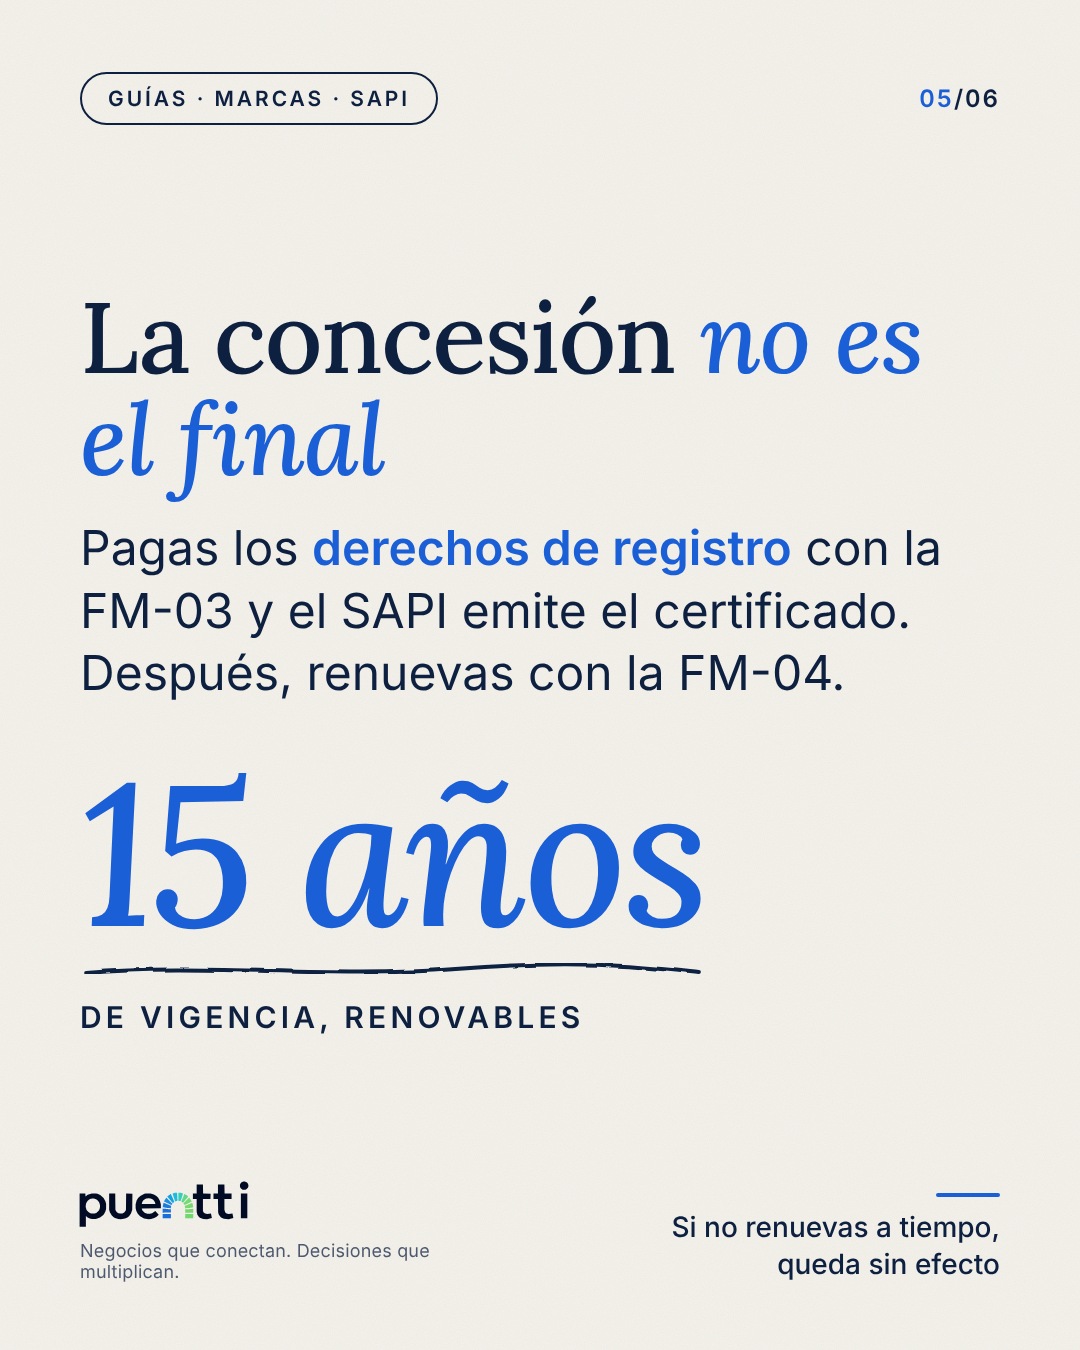 GUÍAS · MARCAS · SAPI
05/06
La concesión no es
el final
Pagas los derechos de registro con la
FM-03 y el SAPI emite el certificado.
Después, renuevas con la FM-04.
15 años
DE VIGENCIA, RENOVABLES
puentti
Negocios que conectan. Decisiones que
multiplican.
Si no renuevas a tiempo,
queda sin efecto